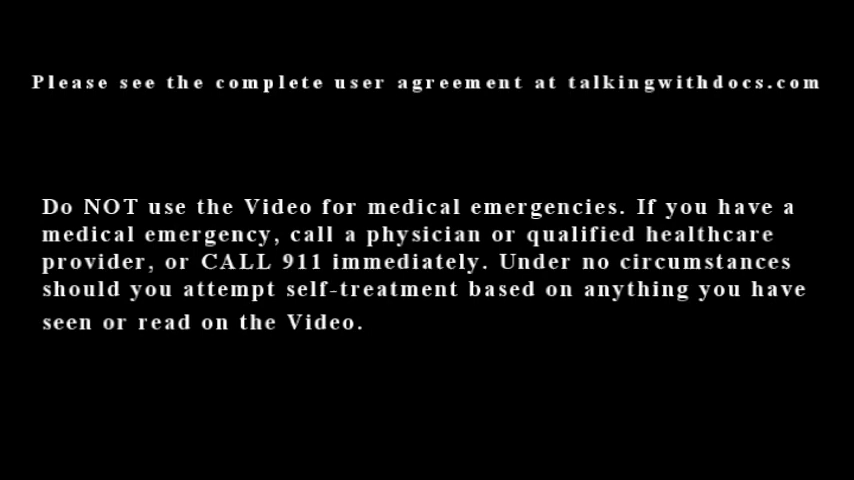 Please see the complete user agreement at talkingwithdocs.com
Do NOT use the Video for medical emergencies. If you have a
medical emergency, call a physician or qualified healthcare
provider, or CALL 911 immediately. Under no circumstances
should you attempt self-treatment based on anything you have
seen or read on the Video.